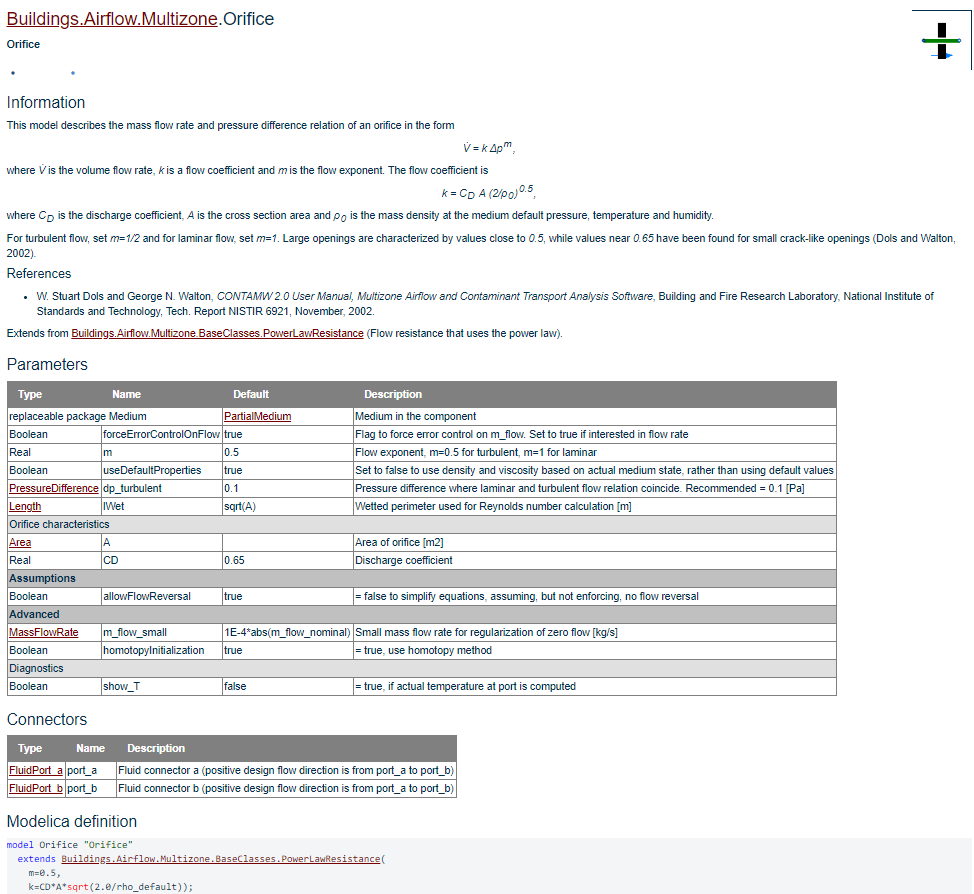 Buildings.Airflow.Multizone.Orifice
Orifice
Information
This model describes the mass flow rate and pressure difference relation of an orifice in the form
V̇ = k Δp^m,
where V̇ is the volume flow rate, k is a flow coefficient and m is the flow exponent. The flow coefficient is
k = C_D A (2/ρ_0)^0.5,
where C_D is the discharge coefficient, A is the cross section area and ρ_0 is the mass density at the medium default pressure, temperature and humidity.
For turbulent flow, set m=1/2 and for laminar flow, set m=1. Large openings are characterized by values close to 0.5, while values near 0.65 have been found for small crack-like openings (Dols and Walton,
2002).
References
• W. Stuart Dols and George N. Walton, CONTAMW 2.0 User Manual, Multizone Airflow and Contaminant Transport Analysis Software, Building and Fire Research Laboratory, National Institute of
Standards and Technology, Tech. Report NISTIR 6921, November, 2002.
Extends from Buildings.Airflow.Multizone.BaseClasses.PowerLawResistance (Flow resistance that uses the power law).
Parameters
Type Name Default Description
replaceable package Medium PartialMedium Medium in the component
Boolean forceErrorControlOnFlow true Flag to force error control on m_flow. Set to true if interested in flow rate
Real m 0.5 Flow exponent, m=0.5 for turbulent, m=1 for laminar
Boolean useDefaultProperties true Set to false to use density and viscosity based on actual medium state, rather than using default values
PressureDifference dp_turbulent 0.1 Pressure difference where laminar and turbulent flow relation coincide. Recommended = 0.1 [Pa]
Length lWet sqrt(A) Wetted perimeter used for Reynolds number calculation [m]
Orifice characteristics
Area A Area of orifice [m2]
Real CD 0.65 Discharge coefficient
Assumptions
Boolean allowFlowReversal true = false to simplify equations, assuming, but not enforcing, no flow reversal
Advanced
MassFlowRate m_flow_small 1E-4*abs(m_flow_nominal) Small mass flow rate for regularization of zero flow [kg/s]
Boolean homotopyInitialization true = true, use homotopy method
Diagnostics
Boolean show_T false = true, if actual temperature at port is computed
Connectors
Type Name Description
FluidPort_a port_a Fluid connector a (positive design flow direction is from port_a to port_b)
FluidPort_b port_b Fluid connector b (positive design flow direction is from port_a to port_b)
Modelica definition
model Orifice "Orifice"
extends Buildings.Airflow.Multizone.BaseClasses.PowerLawResistance(
m=0.5,
k=CD*A*sqrt(2.0/rho_default));